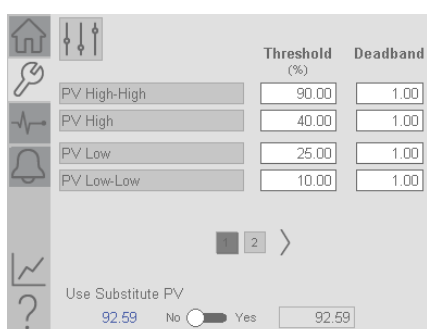 Threshold Deadband
(%)
PV High-High 90.00 1.00
PV High 40.00 1.00
PV Low 25.00 1.00
PV Low-Low 10.00 1.00
1 2
Use Substitute PV
92.59 No Yes 92.59
?